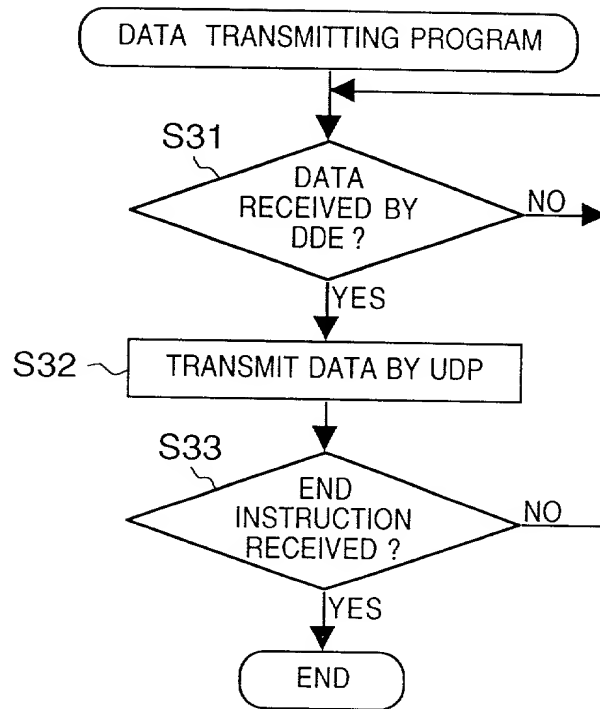 DATA TRANSMITTING PROGRAM
S31
DATA
RECEIVED BY
DDE ?
NO
YES
S32
TRANSMIT DATA BY UDP
S33
END
INSTRUCTION
RECEIVED ?
NO
YES
END